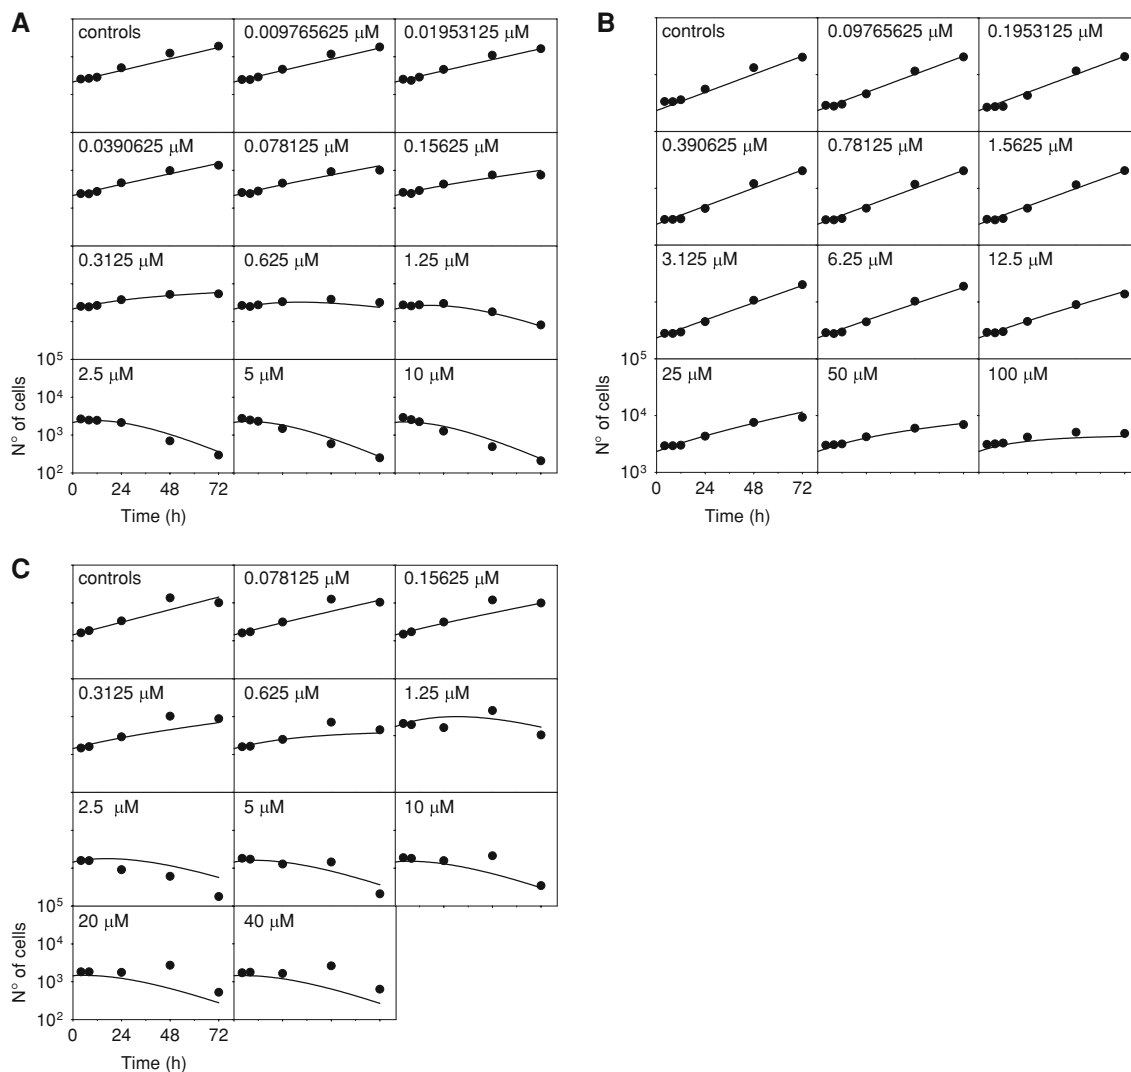 A
controls
0.009765625 μM
0.01953125 μM
0.0390625 μM
0.078125 μM
0.15625 μM
0.3125 μM
0.625 μM
1.25 μM
2.5 μM
5 μM
10 μM
10⁵
10⁴
10³
10²
N° of cells
0 24 48 72
Time (h)
B
controls
0.09765625 μM
0.1953125 μM
0.390625 μM
0.78125 μM
1.5625 μM
3.125 μM
6.25 μM
12.5 μM
25 μM
50 μM
100 μM
10⁵
10⁴
10³
N° of cells
0 24 48 72
Time (h)
C
controls
0.078125 μM
0.15625 μM
0.3125 μM
0.625 μM
1.25 μM
2.5 μM
5 μM
10 μM
20 μM
40 μM
10⁵
10⁴
10³
10²
N° of cells
0 24 48 72
Time (h)